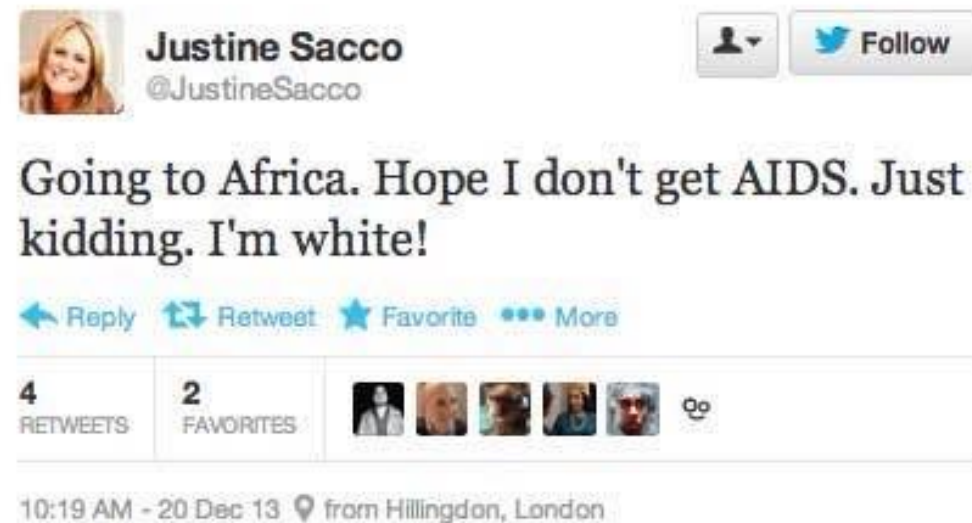 Justine Sacco
@JustineSacco
Follow
Going to Africa. Hope I don't get AIDS. Just
kidding. I'm white!
Reply Retweet Favorite ••• More
4
RETWEETS
2
FAVORITES
10:19 AM - 20 Dec 13 from Hillingdon, London